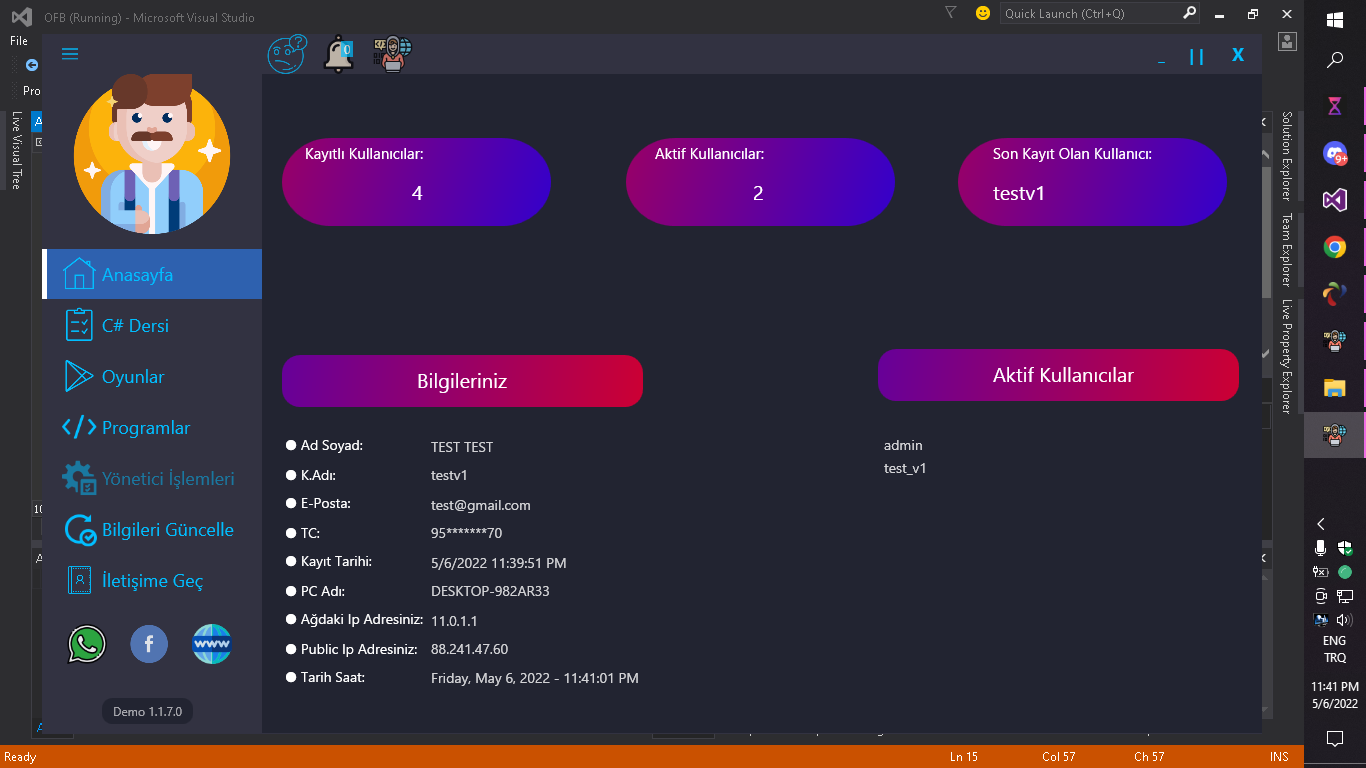 OFB (Running) - Microsoft Visual Studio
Quick Launch (Ctrl+Q)
File
Pro
Live Visual Tree
0
_ || X
Kayıtlı Kullanıcılar:
4
Aktif Kullanıcılar:
2
Son Kayıt Olan Kullanıcı:
testv1
Anasayfa
C# Dersi
Oyunlar
Programlar
Yönetici İşlemleri
Bilgileri Güncelle
İletişime Geç
WWW
Demo 1.1.7.0
Bilgileriniz
Ad Soyad: TEST TEST
K.Adı: testv1
E-Posta: test@gmail.com
TC: 95*******70
Kayıt Tarihi: 5/6/2022 11:39:51 PM
PC Adı: DESKTOP-982AR33
Ağdaki Ip Adresiniz: 11.0.1.1
Public Ip Adresiniz: 88.241.47.60
Tarih Saat: Friday, May 6, 2022 - 11:41:01 PM
Aktif Kullanıcılar
admin
test_v1
Solution Explorer
Team Explorer
Live Property Explorer
9+
ENG
TRQ
11:41 PM
5/6/2022
Ready
Ln 15
Col 57
Ch 57
INS